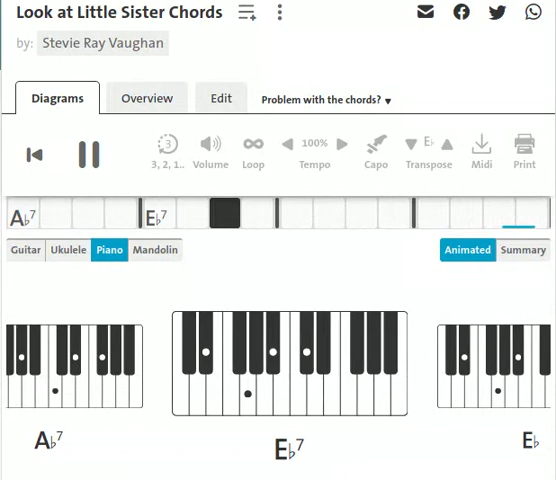 Look at Little Sister Chords
by: Stevie Ray Vaughan
Diagrams Overview Edit Problem with the chords? ▼
3 100% E♭
3, 2, 1.. Volume Loop Tempo Capo Transpose Midi Print
A♭7 E♭7
Guitar Ukulele Piano Mandolin Animated Summary
A♭7 E♭7 E♭